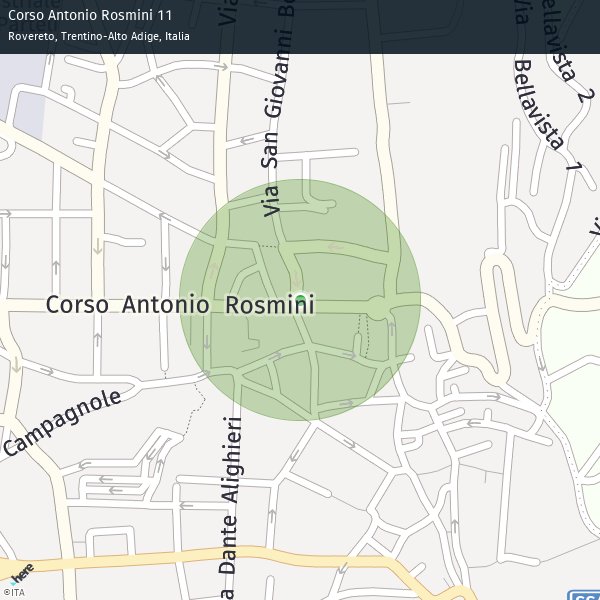 Corso Antonio Rosmini 11
Rovereto, Trentino-Alto Adige, Italia
Via
Via San Giovanni
Via
Bellavista 2
Bellavista 1
Corso Antonio Rosmini
Campagnole
Dante Alighieri
here
©ITA